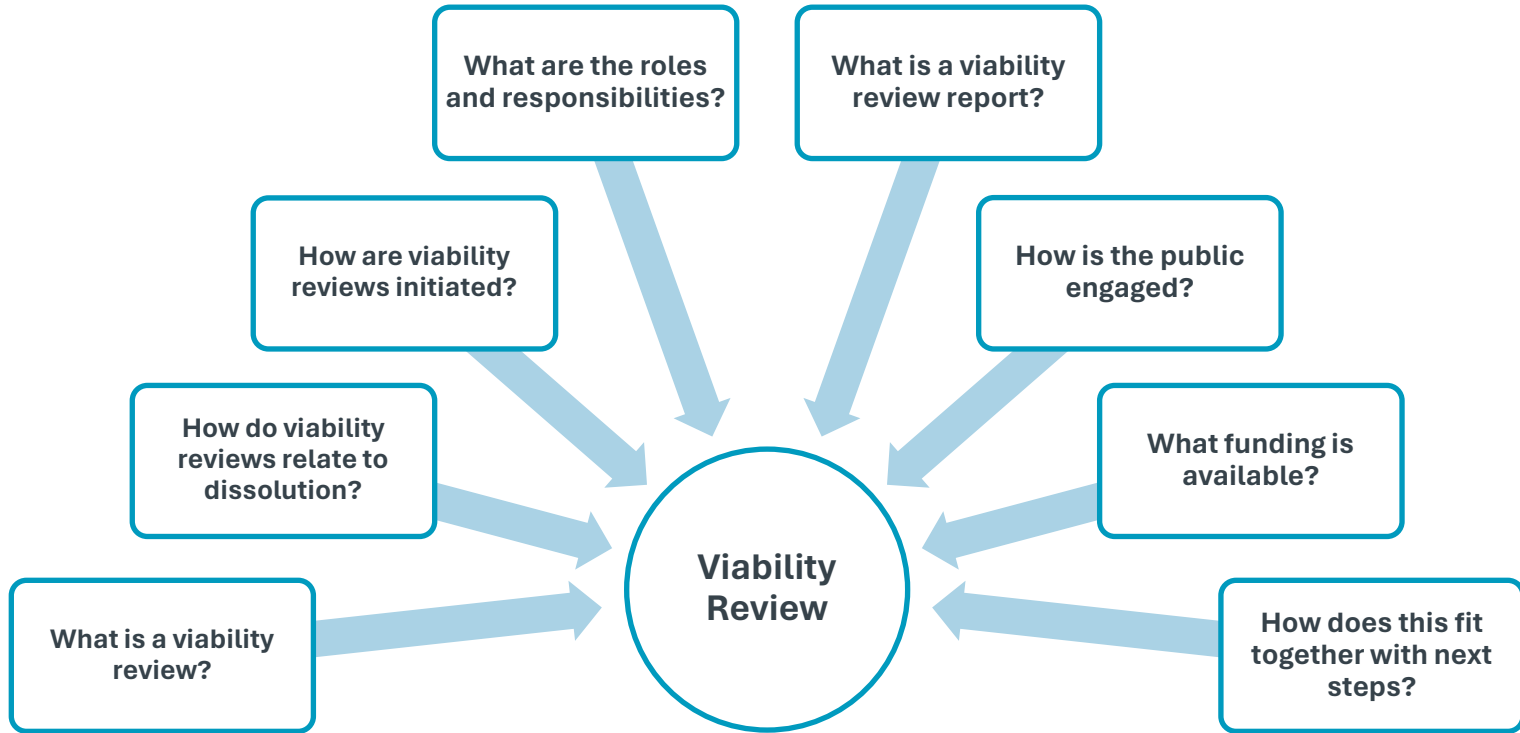 What are the roles
and responsibilities?
What is a viability
review report?
How are viability
reviews initiated?
How is the public
engaged?
How do viability
reviews relate to
dissolution?
What funding is
available?
Viability
Review
What is a viability
review?
How does this fit
together with next
steps?